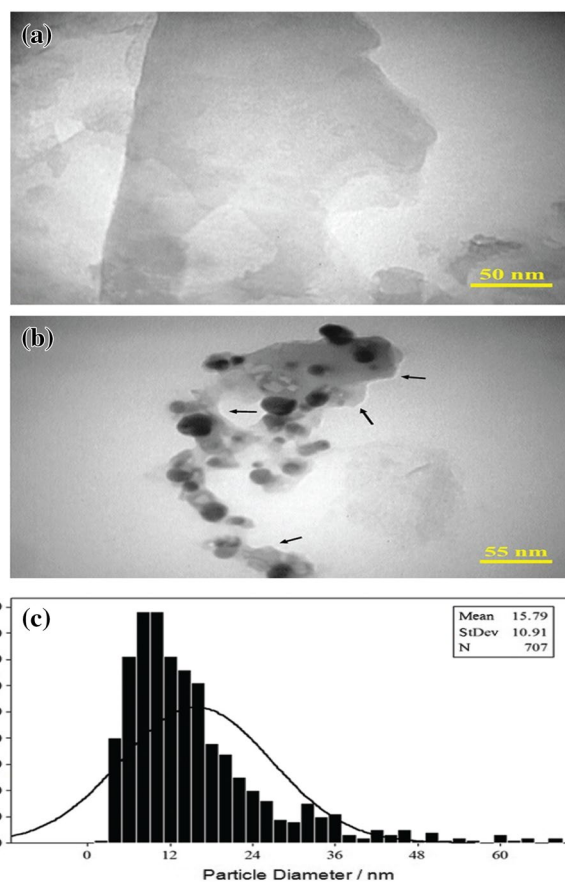 (a)
50 nm
(b)
55 nm
(c)
Mean 15.79
StDev 10.91
N 707
0 12 24 36 48 60
Particle Diameter / nm